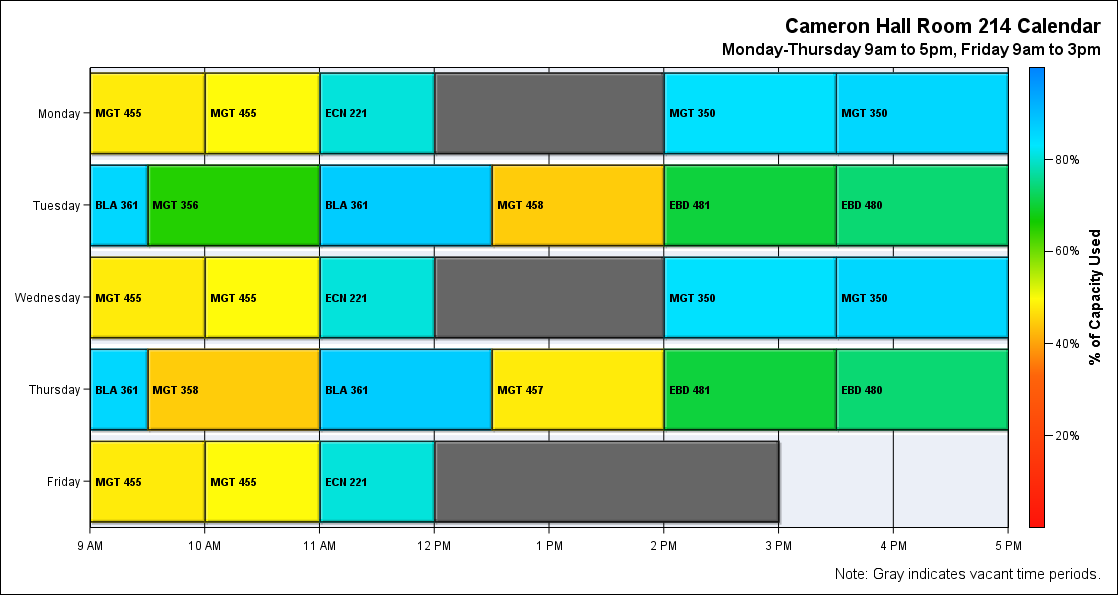 Cameron Hall Room 214 Calendar
Monday-Thursday 9am to 5pm, Friday 9am to 3pm
Monday
MGT 455
MGT 455
ECN 221
MGT 350
MGT 350
Tuesday
BLA 361
MGT 356
BLA 361
MGT 458
EBD 481
EBD 480
Wednesday
MGT 455
MGT 455
ECN 221
MGT 350
MGT 350
Thursday
BLA 361
MGT 358
BLA 361
MGT 457
EBD 481
EBD 480
Friday
MGT 455
MGT 455
ECN 221
9 AM
10 AM
11 AM
12 PM
1 PM
2 PM
3 PM
4 PM
5 PM
80%
60%
40%
20%
% of Capacity Used
Note: Gray indicates vacant time periods.